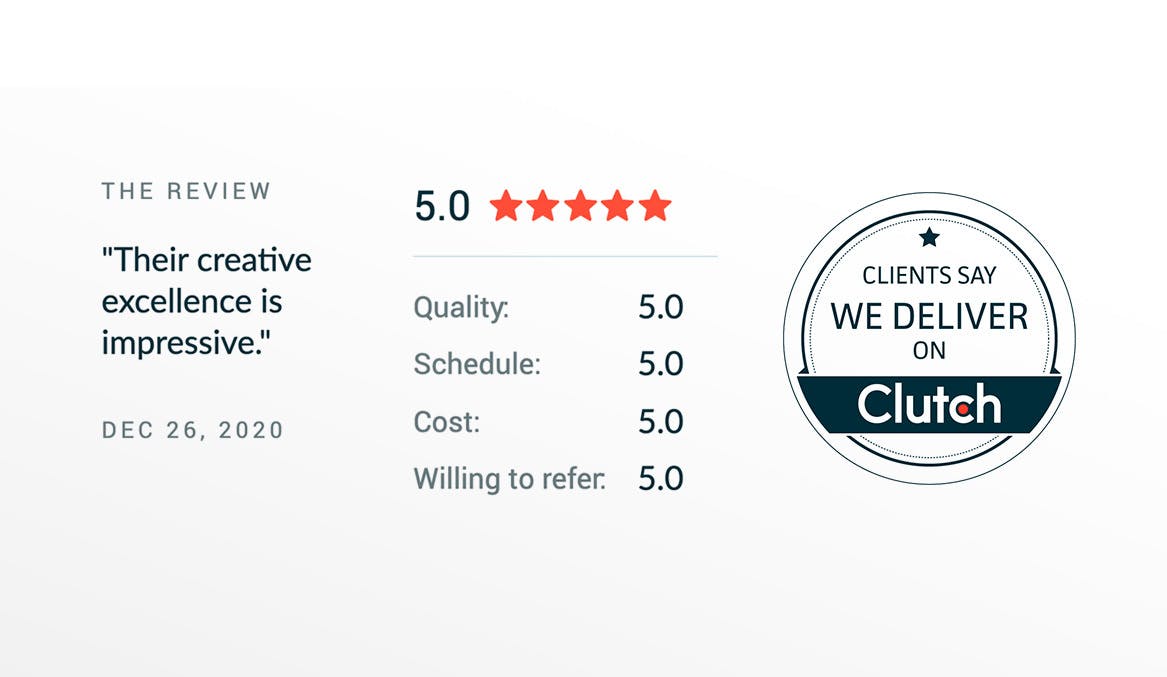 THE REVIEW
"Their creative
excellence is
impressive."
DEC 26, 2020
5.0
Quality: 5.0
Schedule: 5.0
Cost: 5.0
Willing to refer: 5.0
CLIENTS SAY
WE DELIVER
ON
Clutch